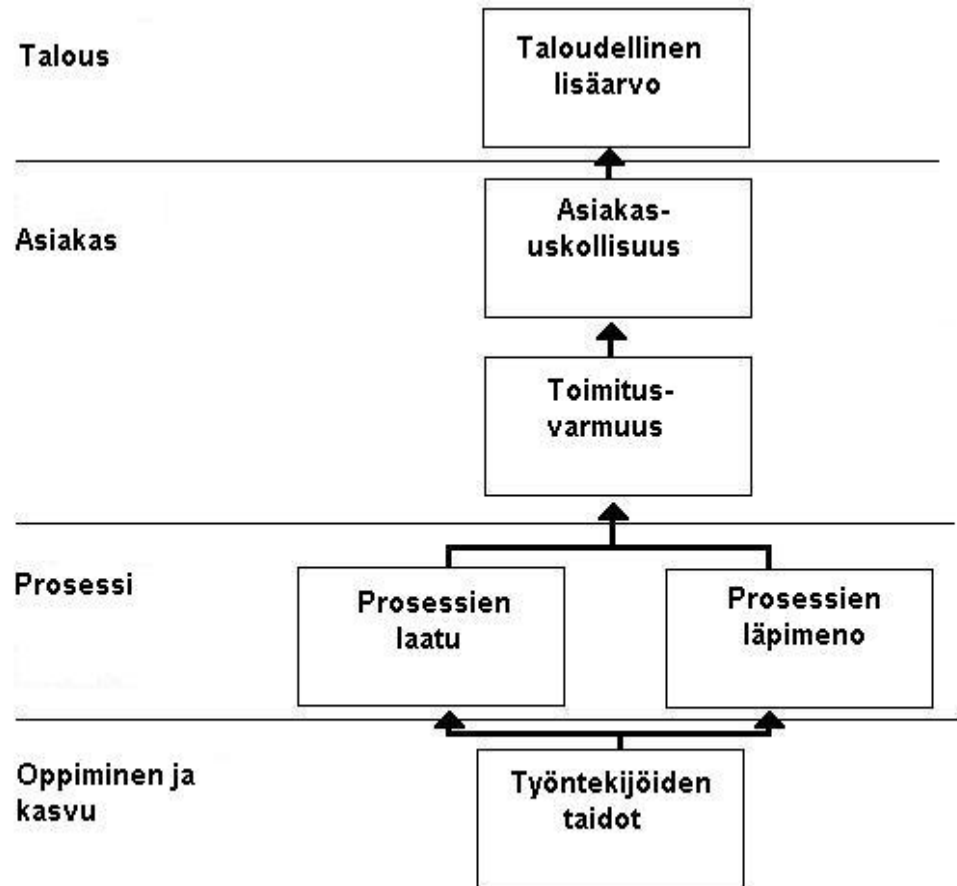 Talous
Taloudellinen
lisäarvo
Asiakas
Asiakas-
uskollisuus
Toimitus-
varmuus
Prosessi
Prosessien
laatu
Prosessien
läpimeno
Oppiminen ja
kasvu
Työntekijöiden
taidot